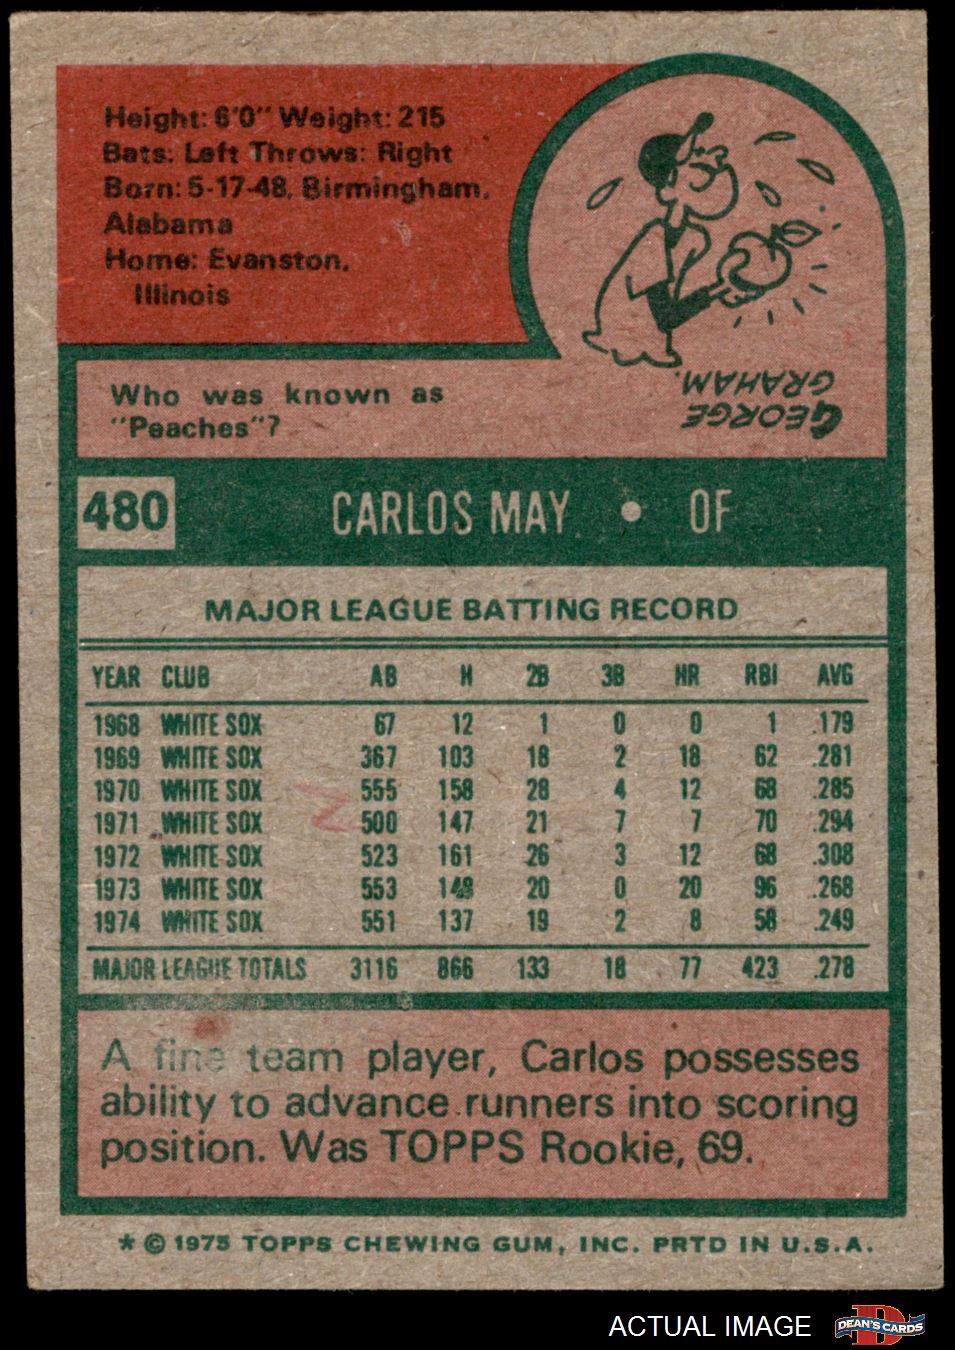 Height: 6'0" Weight: 215
Bats: Left Throws: Right
Born: 5-17-48, Birmingham,
Alabama
Home: Evanston,
Illinois
Who was known as
"Peaches"?
GEORGE
GRAHAM.
480 CARLOS MAY • OF
MAJOR LEAGUE BATTING RECORD
YEAR CLUB AB H 2B 3B HR RBI AVG
1968 WHITE SOX 67 12 1 0 0 1 .179
1969 WHITE SOX 367 103 18 2 18 62 .281
1970 WHITE SOX 555 158 28 4 12 68 .285
1971 WHITE SOX 500 147 21 7 7 70 .294
1972 WHITE SOX 523 161 26 3 12 68 .308
1973 WHITE SOX 553 148 20 0 20 96 .268
1974 WHITE SOX 551 137 19 2 8 58 .249
MAJOR LEAGUE TOTALS 3116 866 133 18 77 423 .278
A fine team player, Carlos possesses
ability to advance runners into scoring
position. Was TOPPS Rookie, 69.
* © 1975 TOPPS CHEWING GUM, INC. PRTD IN U.S.A.
ACTUAL IMAGE DEAN'S CARDS